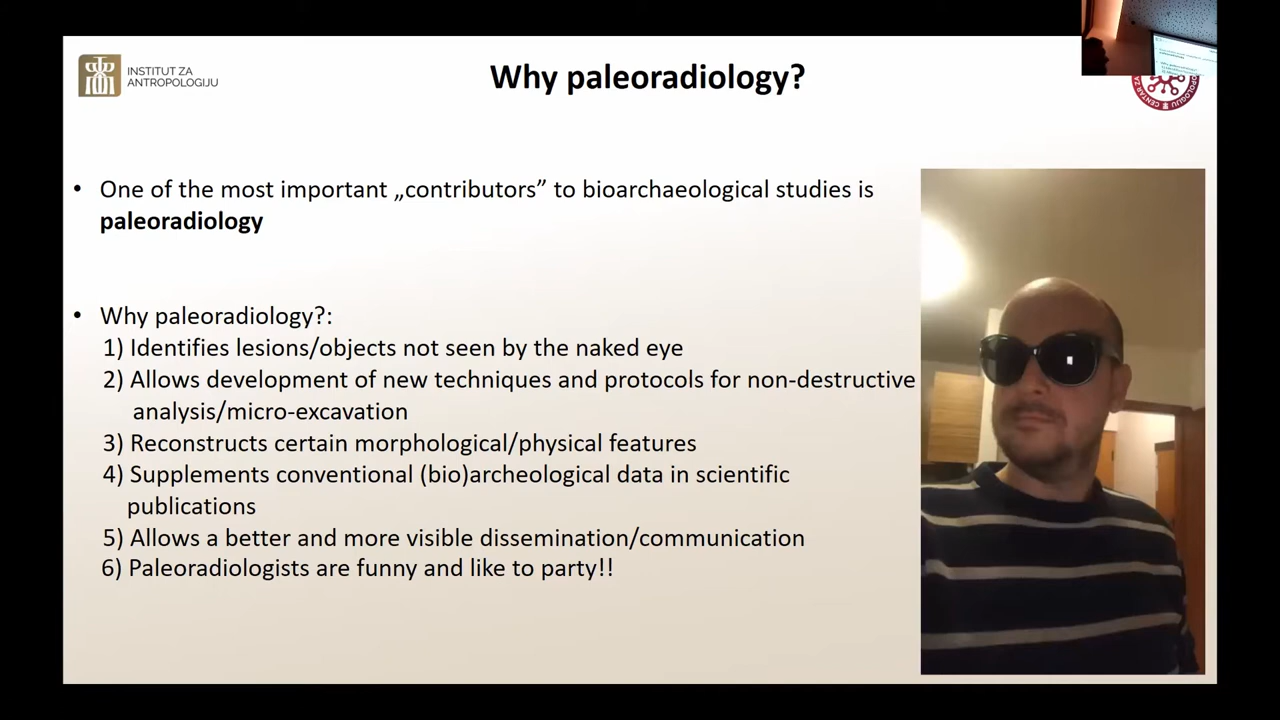 INSTITUT ZA
ANTROPOLOGIJU
Why paleoradiology?
• One of the most important „contributors” to bioarchaeological studies is
paleoradiology
• Why paleoradiology?:
1) Identifies lesions/objects not seen by the naked eye
2) Allows development of new techniques and protocols for non-destructive
analysis/micro-excavation
3) Reconstructs certain morphological/physical features
4) Supplements conventional (bio)archeological data in scientific
publications
5) Allows a better and more visible dissemination/communication
6) Paleoradiologists are funny and like to party!!